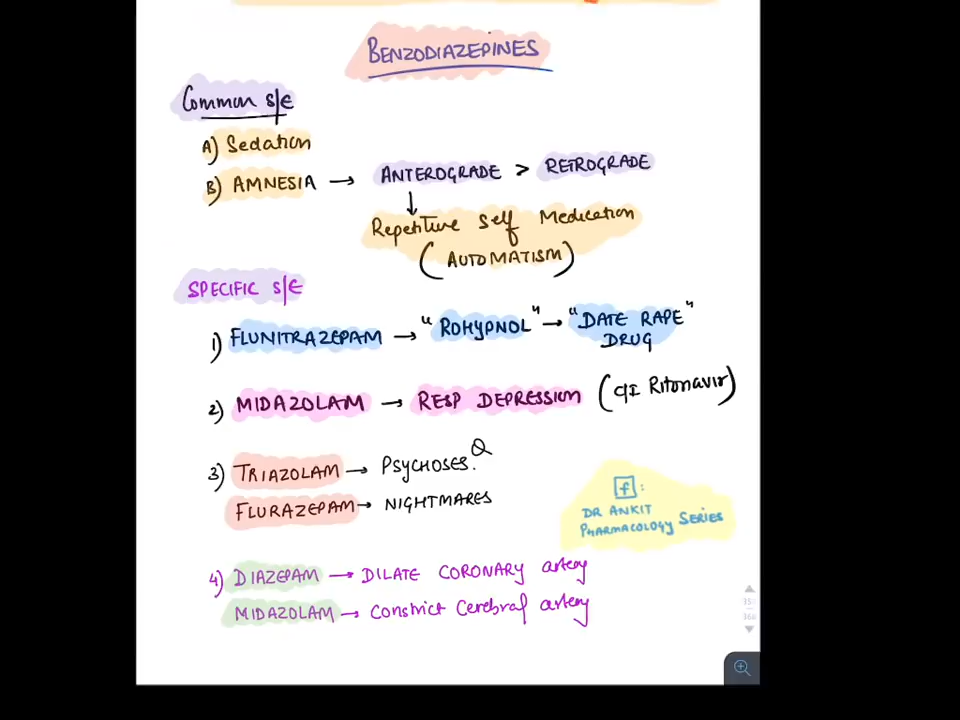 BENZODIAZEPINES
Common s/E
A) Sedation
B) AMNESIA → ANTEROGRADE > RETROGRADE
↓
Repetitive Self Medication
(AUTOMATISM)
SPECIFIC S/E
1) FLUNITRAZEPAM → "ROHYPNOL" → "DATE RAPE"
DRUG
2) MIDAZOLAM → RESP DEPRESSION (CI Ritonavir)
3) TRIAZOLAM → PSYCHOSES. Q
FLURAZEPAM → NIGHTMARES
f :
DR ANKIT
PHARMACOLOGY SERIES
4) DIAZEPAM → DILATE CORONARY artery
MIDAZOLAM → Constrict Cerebral artery